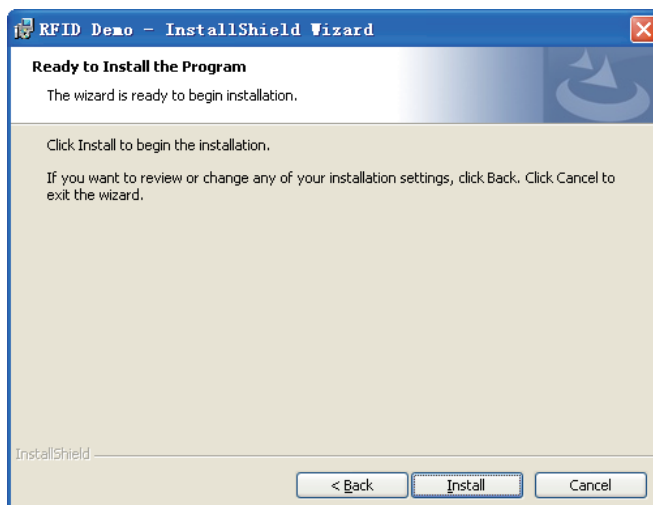 RFID Demo - InstallShield Wizard
Ready to Install the Program
The wizard is ready to begin installation.
Click Install to begin the installation.
If you want to review or change any of your installation settings, click Back. Click Cancel to
exit the wizard.
InstallShield
< Back Install Cancel